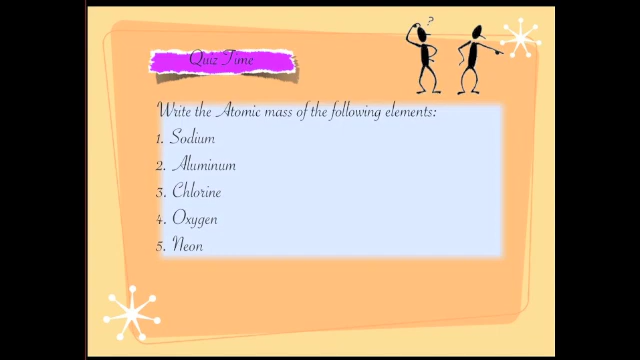 ?
Quiz Time
Write the Atomic mass of the following elements:
1. Sodium
2. Aluminum
3. Chlorine
4. Oxygen
5. Neon